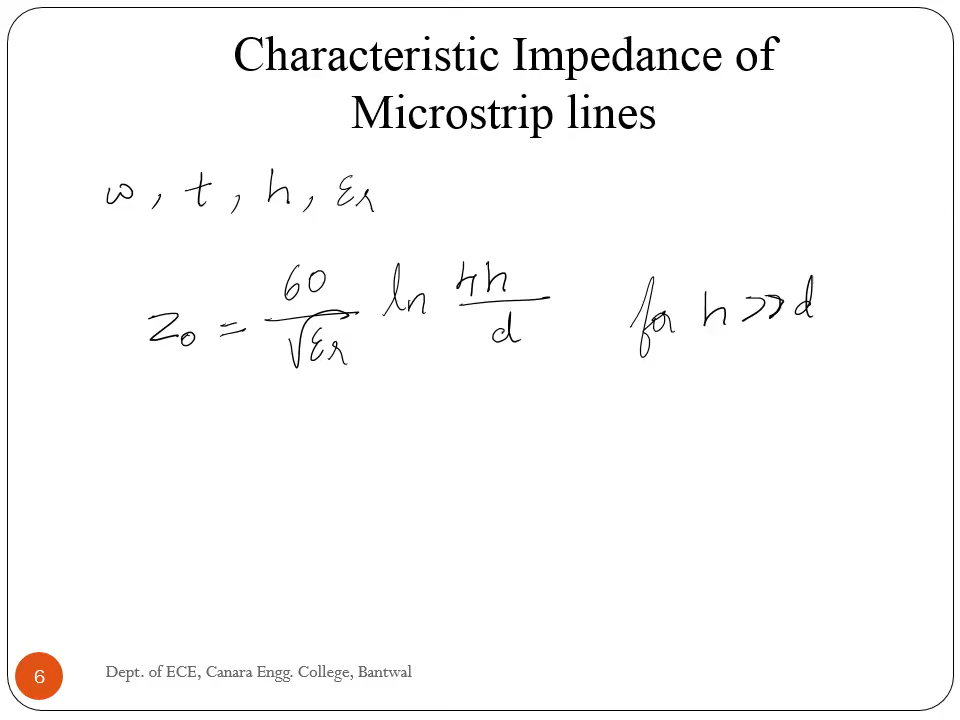 Characteristic Impedance of
Microstrip lines
w, t, h, εr
Z0 = 60/√εr ln 4h/d for h >> d
6
Dept. of ECE, Canara Engg. College, Bantwal